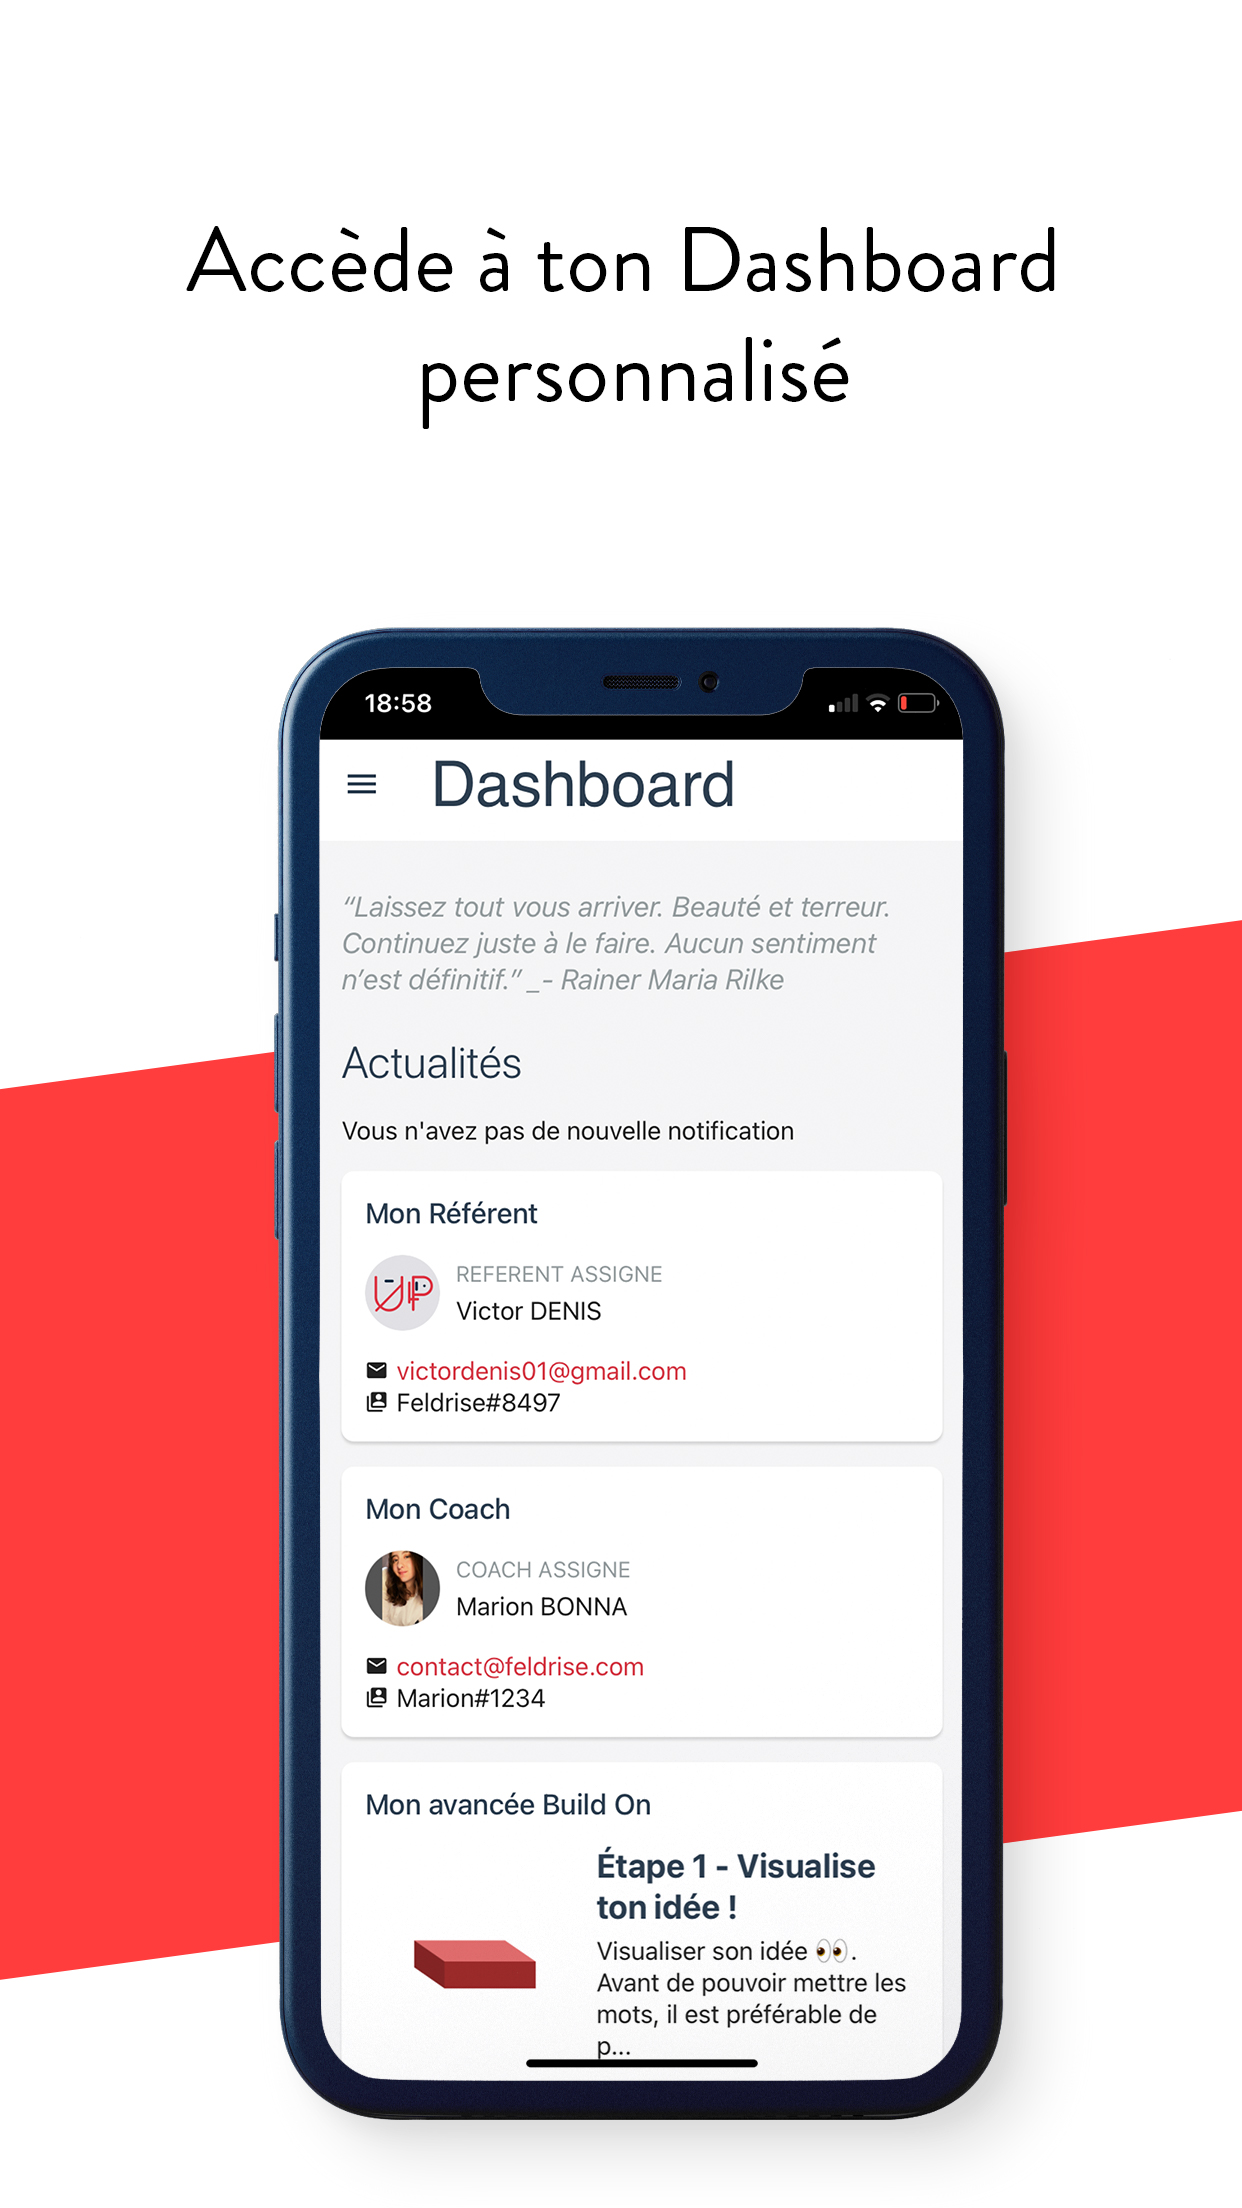 Accède à ton Dashboard
personnalisé
18:58
Dashboard
“Laissez tout vous arriver. Beauté et terreur.
Continuez juste à le faire. Aucun sentiment
n’est définitif.” _- Rainer Maria Rilke
Actualités
Vous n'avez pas de nouvelle notification
Mon Référent
UP
REFERENT ASSIGNE
Victor DENIS
victordenis01@gmail.com
Feldrise#8497
Mon Coach
COACH ASSIGNE
Marion BONNA
contact@feldrise.com
Marion#1234
Mon avancée Build On
Étape 1 - Visualise
ton idée !
Visualiser son idée 👀.
Avant de pouvoir mettre les
mots, il est préférable de
p...